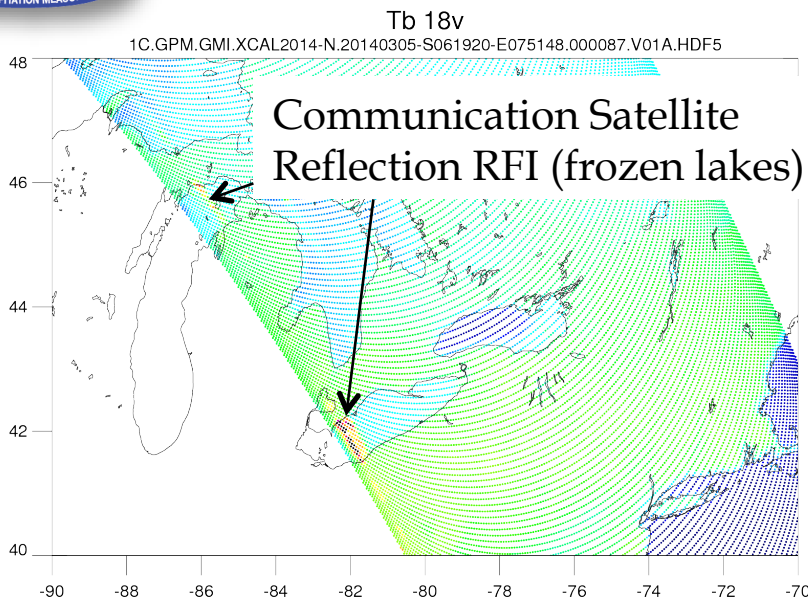 Tb 18v
1C.GPM.GMI.XCAL2014-N.20140305-S061920-E075148.000087.V01A.HDF5
Communication Satellite
Reflection RFI (frozen lakes)
48
46
44
42
40
-90 -88 -86 -84 -82 -80 -78 -76 -74 -72 -70